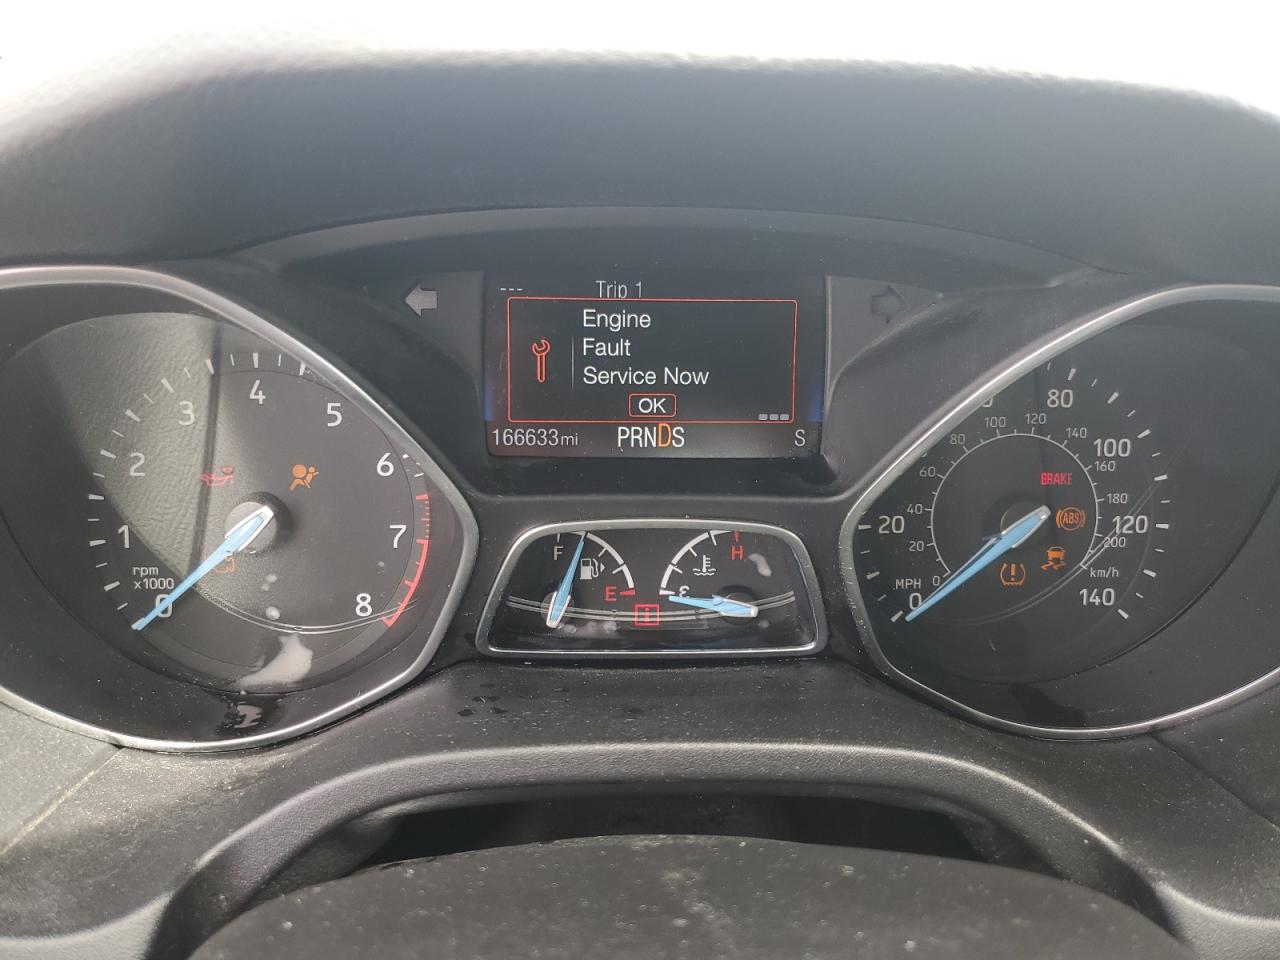 --- Trip 1
Engine
Fault
Service Now
OK
166633mi PRNDS S
0 1 2 3 4 5 6 7 8
rpm
x1000
F E
H
0 20 80 100 120 140
MPH
0 20 40 60 80 100 120 140 160 180 200
km/h
BRAKE
ABS